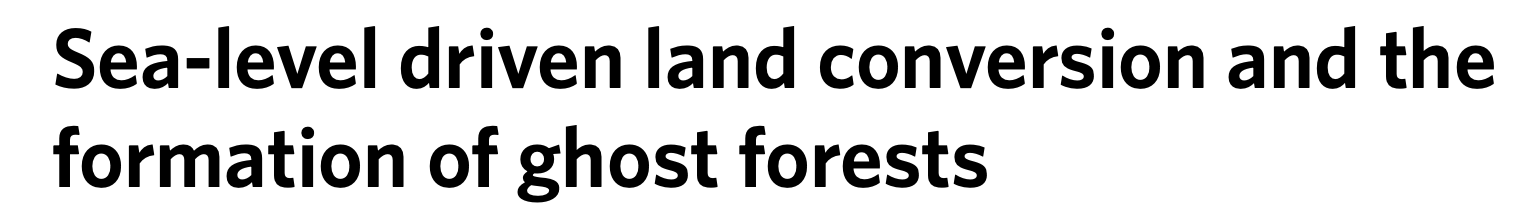 Sea-level driven land conversion and the
formation of ghost forests